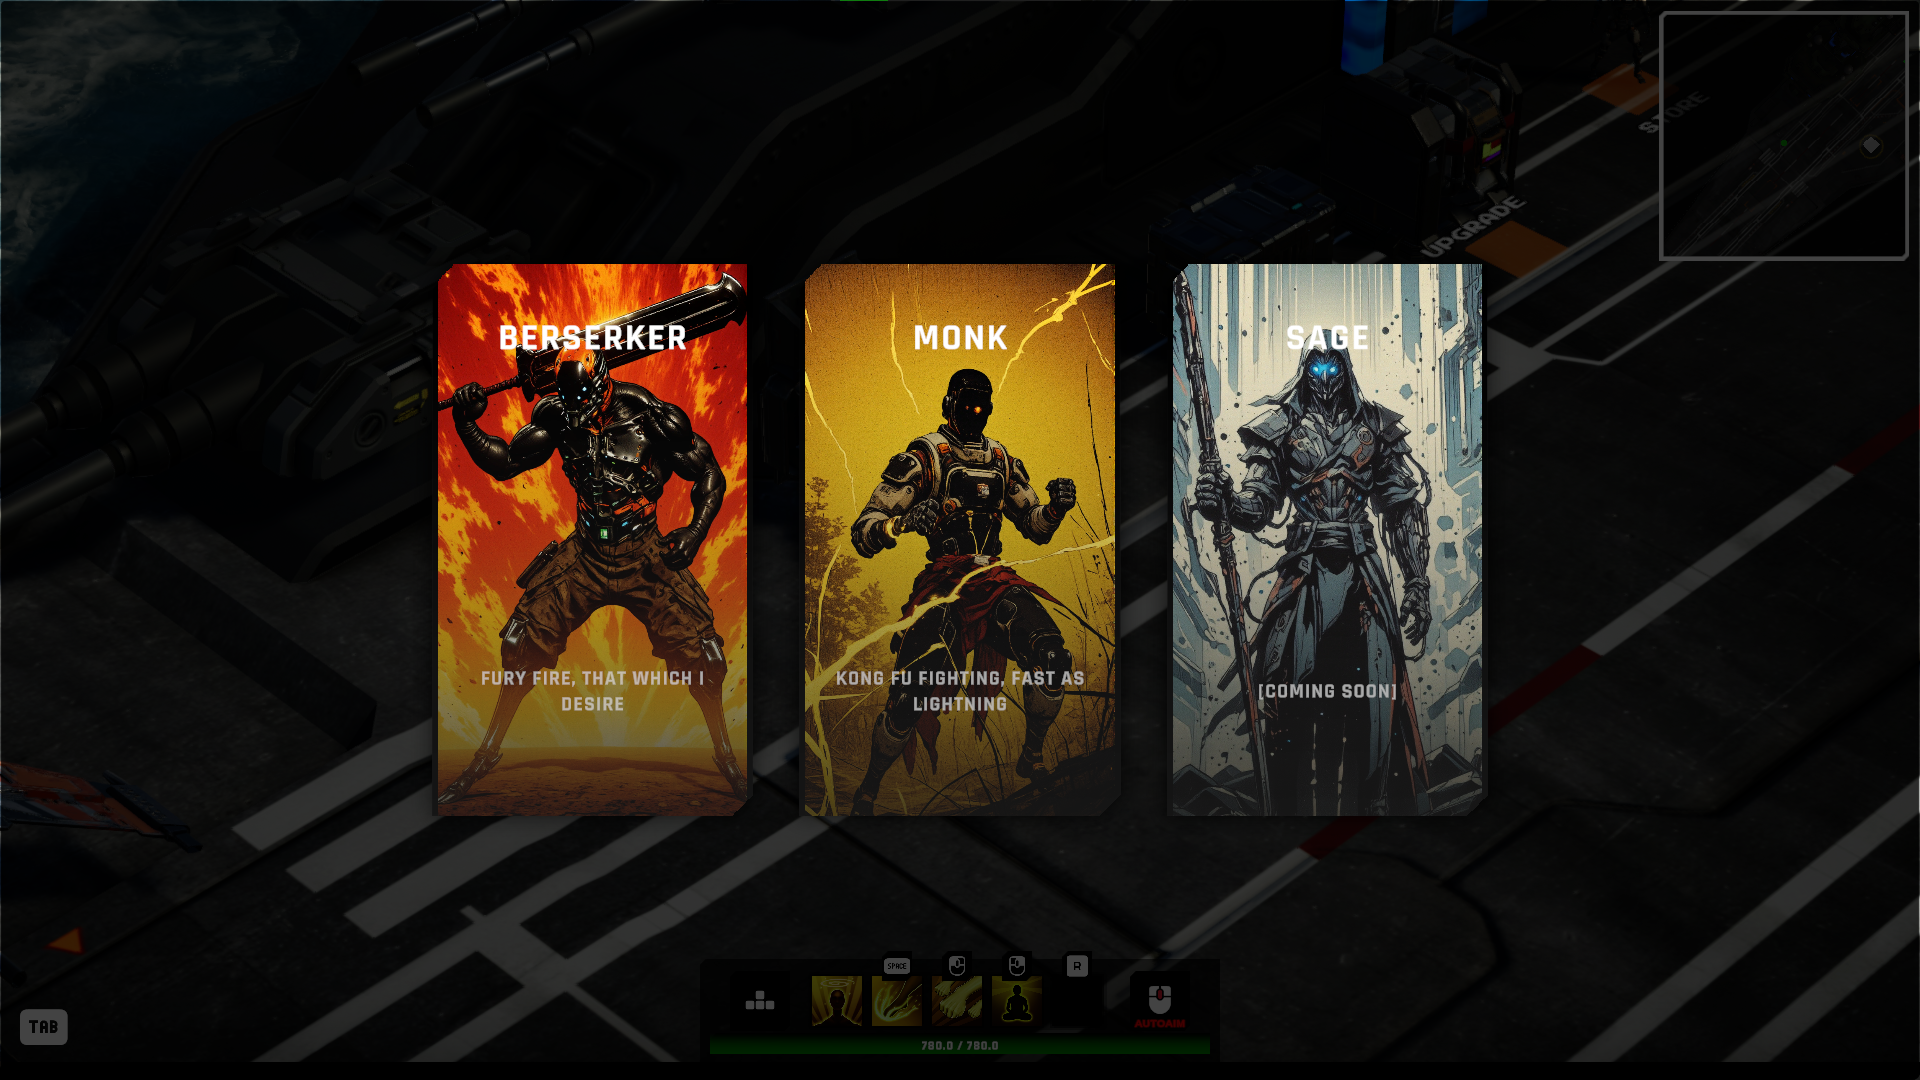 STORE
UPGRADE
BERSERKER
MONK
SAGE
FURY FIRE, THAT WHICH I
DESIRE
KONG FU FIGHTING, FAST AS
LIGHTNING
[COMING SOON]
SPACE
R
TAB
AUTOAIM
780.0 / 780.0